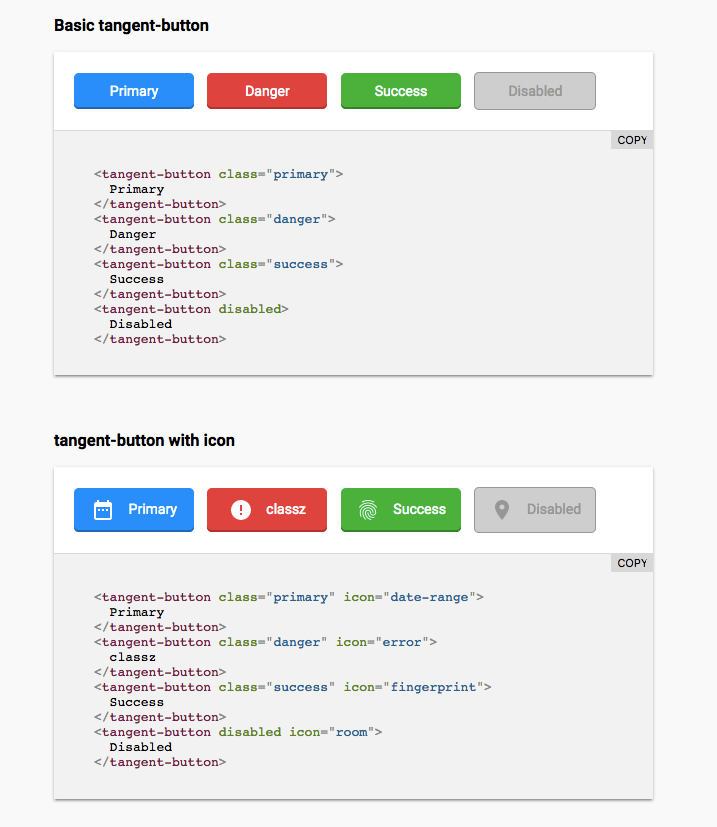 Basic tangent-button
Primary Danger Success Disabled
COPY
<tangent-button class="primary">
  Primary
</tangent-button>
<tangent-button class="danger">
  Danger
</tangent-button>
<tangent-button class="success">
  Success
</tangent-button>
<tangent-button disabled>
  Disabled
</tangent-button>
tangent-button with icon
Primary classz Success Disabled
COPY
<tangent-button class="primary" icon="date-range">
  Primary
</tangent-button>
<tangent-button class="danger" icon="error">
  classz
</tangent-button>
<tangent-button class="success" icon="fingerprint">
  Success
</tangent-button>
<tangent-button disabled icon="room">
  Disabled
</tangent-button>